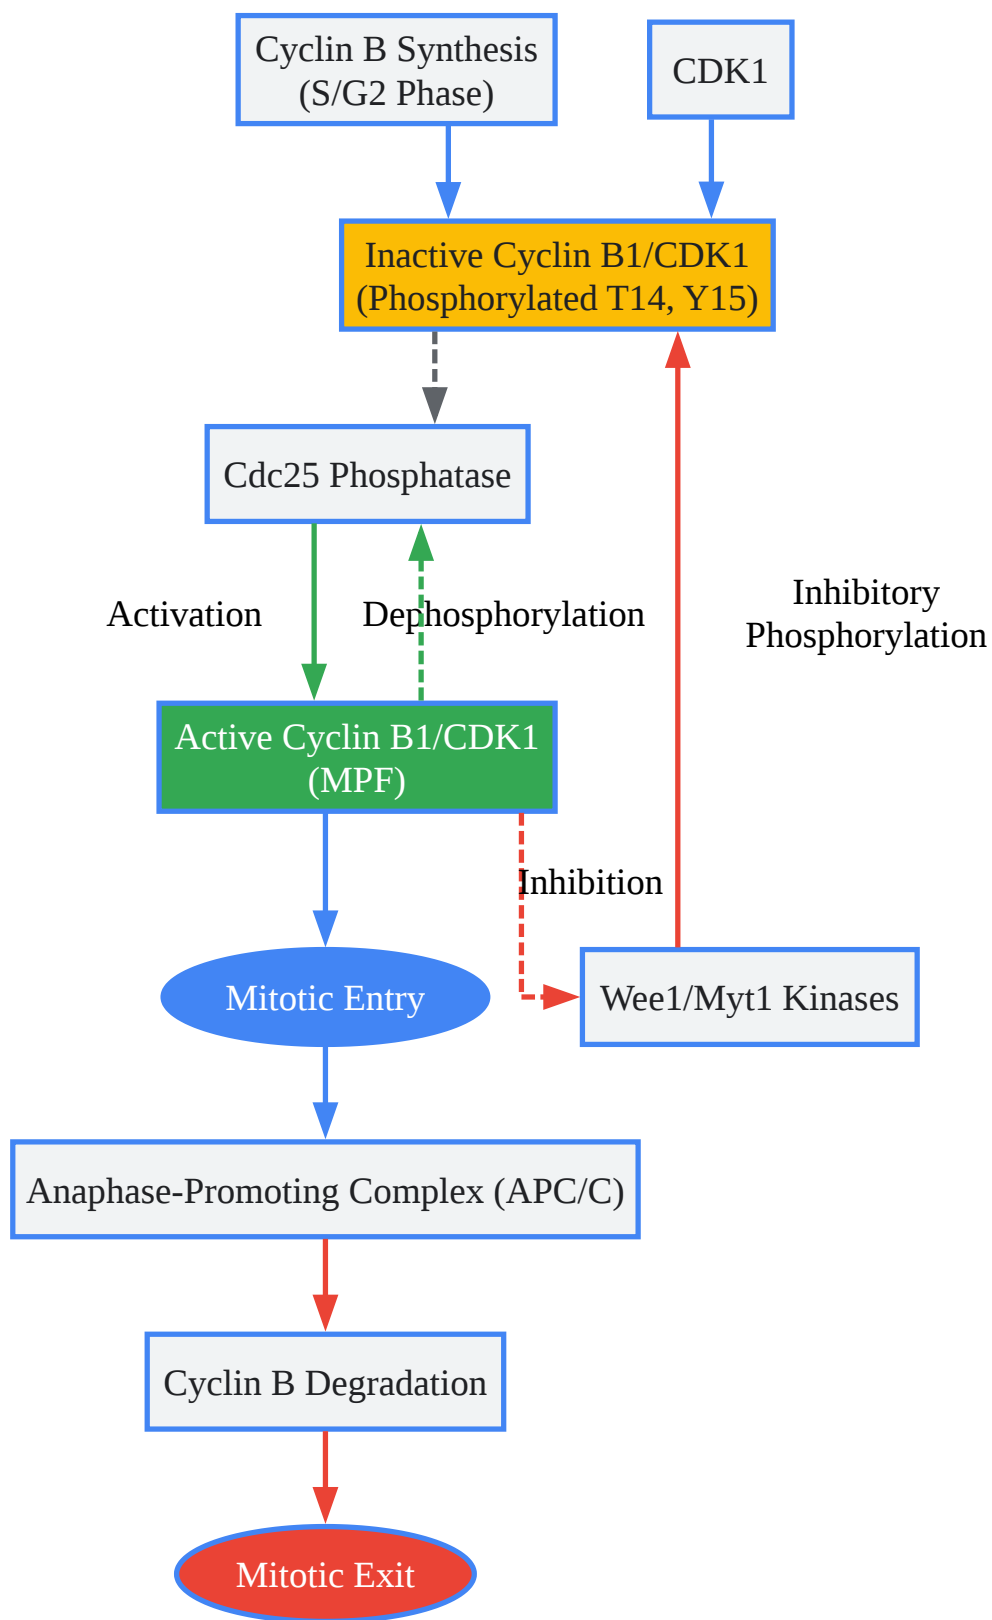 Cyclin B Synthesis
(S/G2 Phase)
CDK1
Inactive Cyclin B1/CDK1
(Phosphorylated T14, Y15)
Cdc25 Phosphatase
Activation
Dephosphorylation
Inhibitory
Phosphorylation
Active Cyclin B1/CDK1
(MPF)
Inhibition
Mitotic Entry
Wee1/Myt1 Kinases
Anaphase-Promoting Complex (APC/C)
Cyclin B Degradation
Mitotic Exit